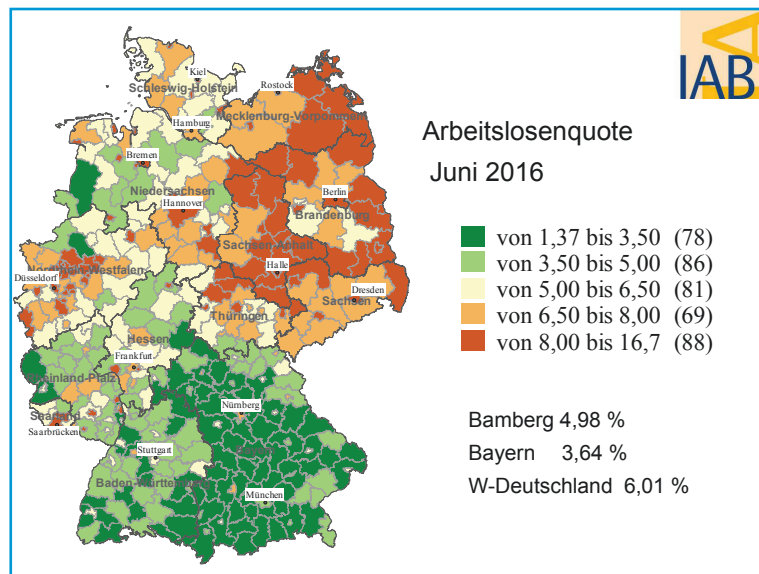 IAB
Arbeitslosenquote
Juni 2016
von 1,37 bis 3,50 (78)
von 3,50 bis 5,00 (86)
von 5,00 bis 6,50 (81)
von 6,50 bis 8,00 (69)
von 8,00 bis 16,7 (88)
Bamberg 4,98 %
Bayern 3,64 %
W-Deutschland 6,01 %
Kiel
Schleswig-Holstein
Rostock
Mecklenburg-Vorpommern
Hamburg
Bremen
Niedersachsen
Hannover
Berlin
Brandenburg
Sachsen-Anhalt
Nordrhein-Westfalen
Halle
Düsseldorf
Dresden
Sachsen
Thüringen
Hessen
Frankfurt
Rheinland-Pfalz
Nürnberg
Saarland
Saarbrücken
Stuttgart
Bayern
Baden-Württemberg
München